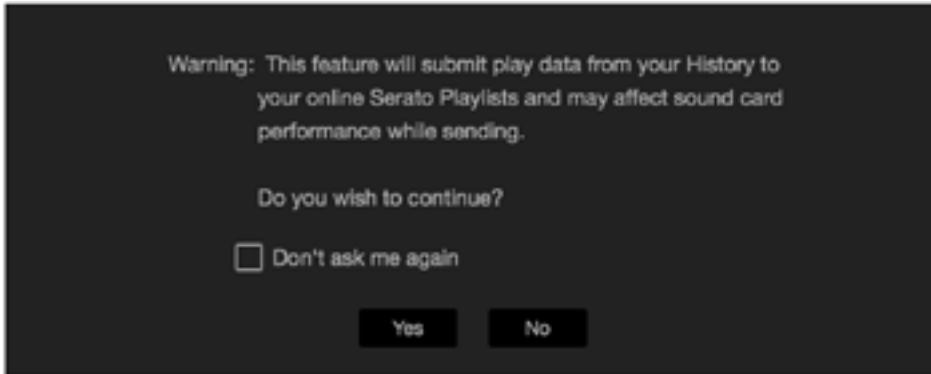 Warning: This feature will submit play data from your History to
your online Serato Playlists and may affect sound card
performance while sending.
Do you wish to continue?
Don't ask me again
Yes No